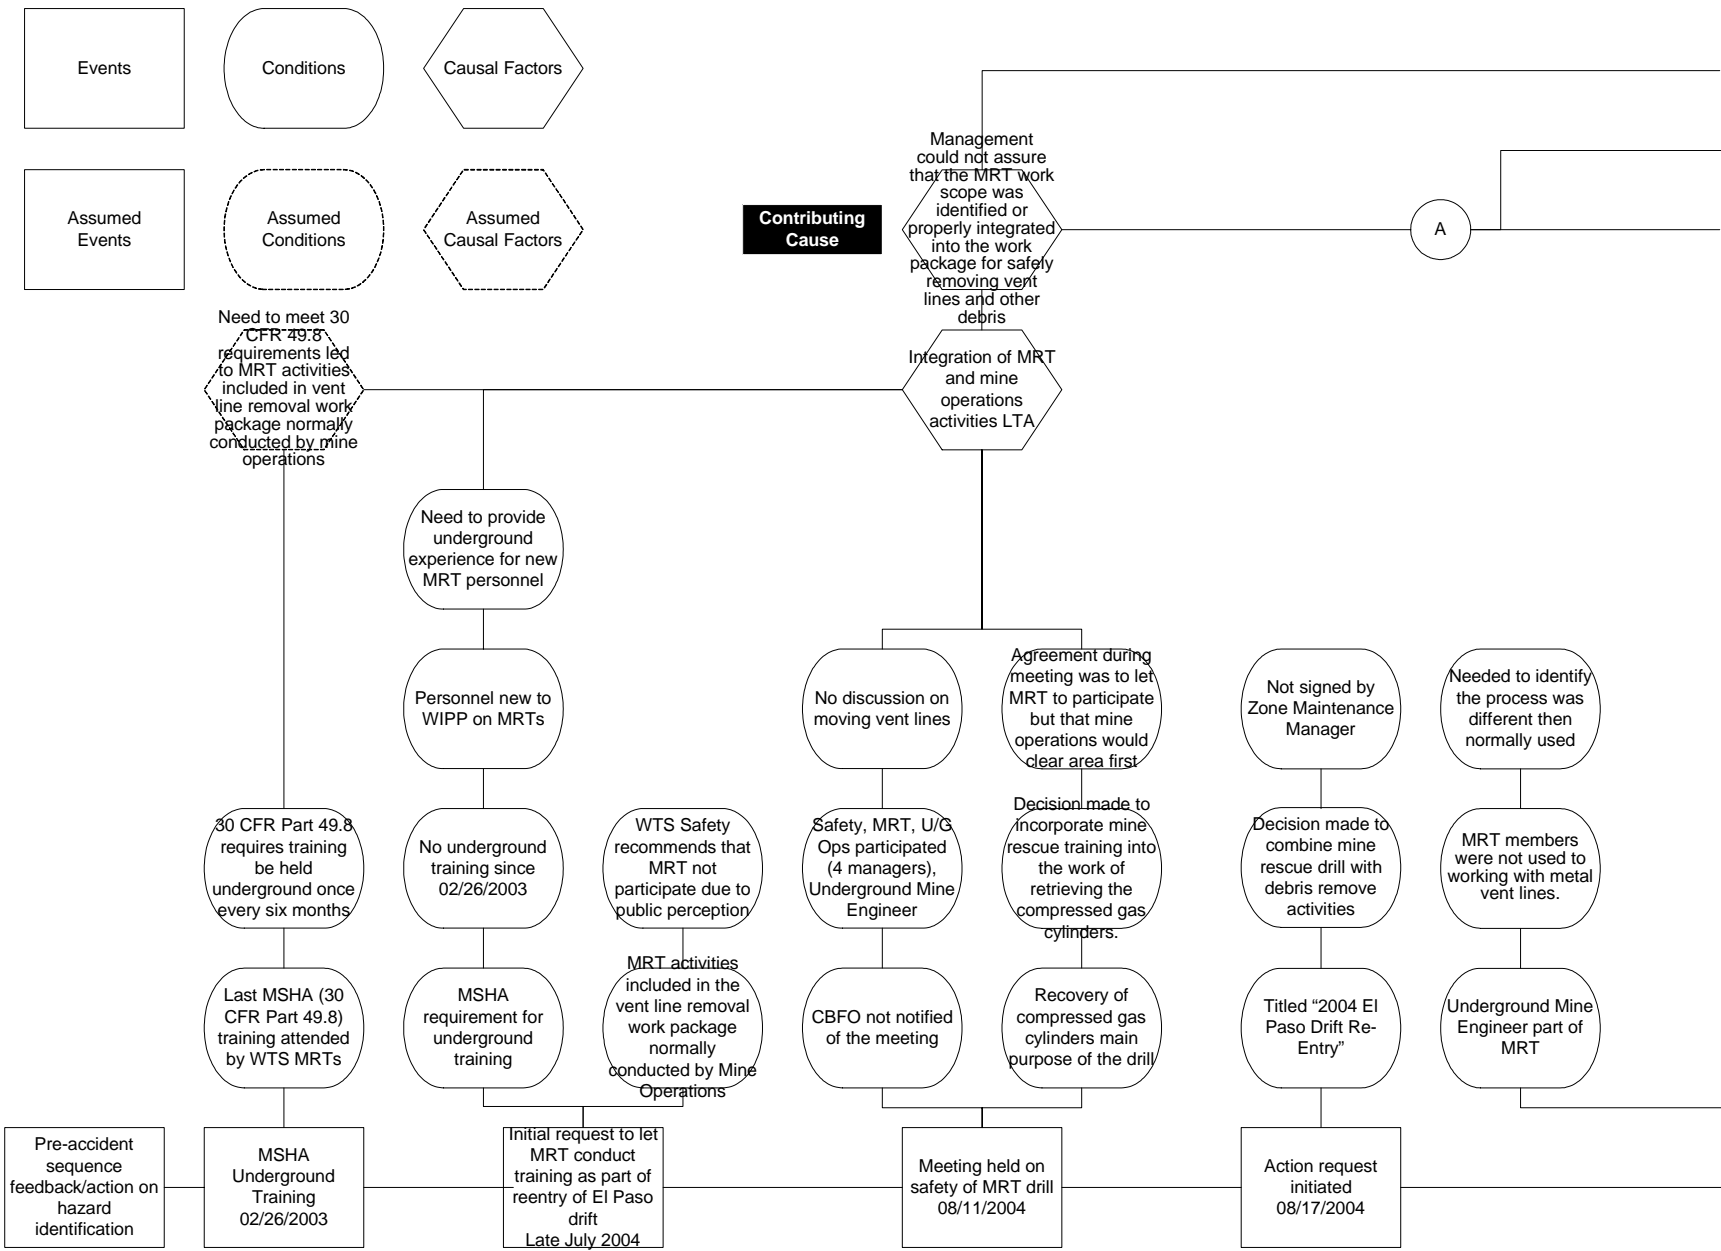 Events
Conditions
Causal Factors
Assumed
Events
Assumed
Conditions
Assumed
Causal Factors
Contributing
Cause
Management
could not assure
that the MRT work
scope was
identified or
properly integrated
into the work
package for safely
removing vent
lines and other
debris
A
Need to meet 30
CFR 49.8
requirements led
to MRT activities
included in vent
line removal work
package normally
conducted by mine
operations
Integration of MRT
and mine
operations
activities LTA
Need to provide
underground
experience for new
MRT personnel
Personnel new to
WIPP on MRTs
No discussion on
moving vent lines
Agreement during
meeting was to let
MRT to participate
but that mine
operations would
clear area first
Not signed by
Zone Maintenance
Manager
Needed to identify
the process was
different then
normally used
30 CFR Part 49.8
requires training
be held
underground once
every six months
No underground
training since
02/26/2003
WTS Safety
recommends that
MRT not
participate due to
public perception
Safety, MRT, U/G
Ops participated
(4 managers),
Underground Mine
Engineer
Decision made to
incorporate mine
rescue training into
the work of
retrieving the
compressed gas
cylinders.
Decision made to
combine mine
rescue drill with
debris remove
activities
MRT members
were not used to
working with metal
vent lines.
Last MSHA (30
CFR Part 49.8)
training attended
by WTS MRTs
MSHA
requirement for
underground
training
MRT activities
included in the
vent line removal
work package
normally
conducted by Mine
Operations
CBFO not notified
of the meeting
Recovery of
compressed gas
cylinders main
purpose of the drill
Titled “2004 El
Paso Drift Re-
Entry”
Underground Mine
Engineer part of
MRT
Pre-accident
sequence
feedback/action on
hazard
identification
MSHA
Underground
Training
02/26/2003
Initial request to let
MRT conduct
training as part of
reentry of El Paso
drift
Late July 2004
Meeting held on
safety of MRT drill
08/11/2004
Action request
initiated
08/17/2004